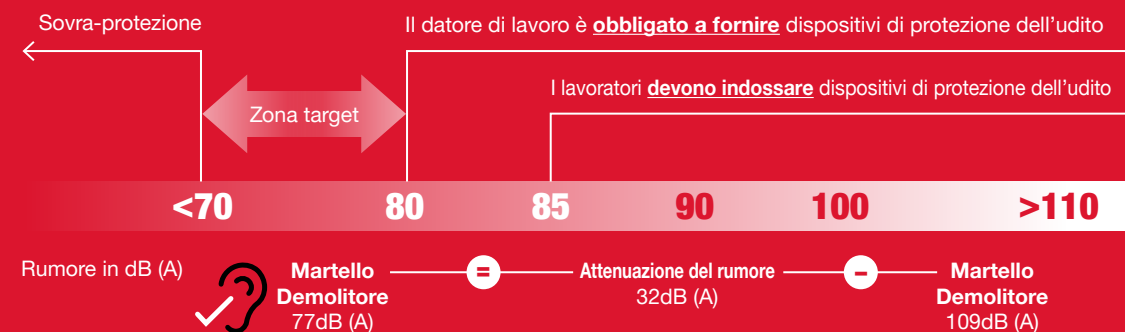 Sovra-protezione
Il datore di lavoro è obbligato a fornire dispositivi di protezione dell’udito
I lavoratori devono indossare dispositivi di protezione dell’udito
Zona target
<70 80 85 90 100 >110
Rumore in dB (A)
Martello
Demolitore
77dB (A)
=
Attenuazione del rumore
32dB (A)
-
Martello
Demolitore
109dB (A)